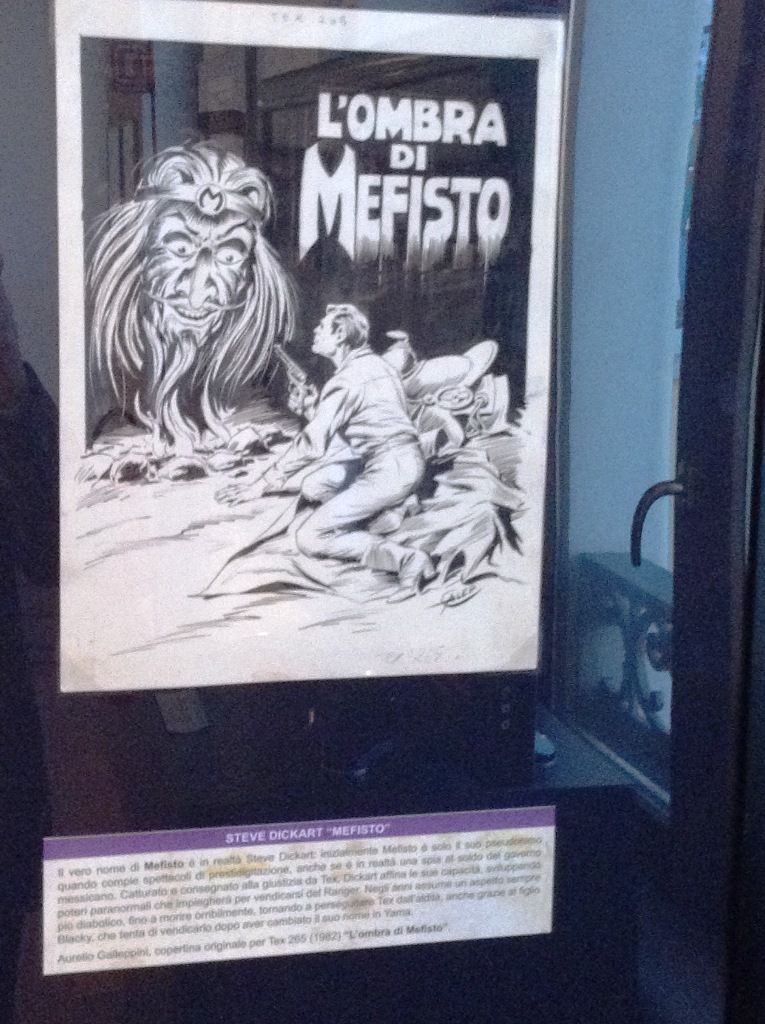 TEX 265
L'OMBRA
DI
MEFISTO
M
GALEP
STEVE DICKART "MEFISTO"
Il vero nome di Mefisto è in realtà Steve Dickart: inizialmente Mefisto è solo il suo pseudonimo
quando compie spettacoli di prestidigitazione, anche se è in realtà una spia al soldo del governo
messicano. Catturato e consegnato alla giustizia da Tex, Dickart affina le sue capacità, sviluppando
poteri paranormali che impiegherà per vendicarsi del Ranger. Negli anni assume un aspetto sempre
più diabolico, fino a morire orribilmente, tornando a perseguitare Tex dall'aldilà, anche grazie al figlio
Blacky, che tenta di vendicarlo dopo aver cambiato il suo nome in Yama.
Aurelio Galleppini, copertina originale per Tex 265 (1982) "L'ombra di Mefisto".